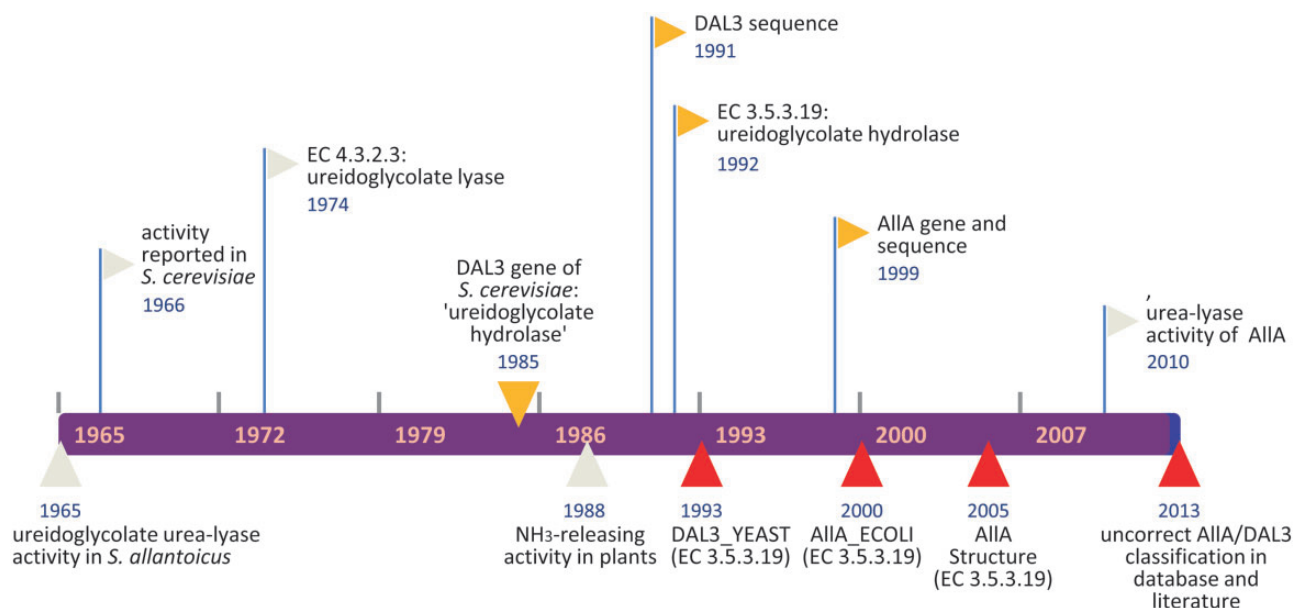 DAL3 sequence
1991
EC 3.5.3.19:
ureidoglycolate hydrolase
1992
EC 4.3.2.3:
ureidoglycolate lyase
1974
activity
reported in
S. cerevisiae
1966
DAL3 gene of
S. cerevisiae:
'ureidoglycolate
hydrolase'
1985
AllA gene and
sequence
1999
,
urea-lyase
activity of AllA
2010
1965 1972 1979 1986 1993 2000 2007
1965
ureidoglycolate urea-lyase
activity in S. allantoicus
1988
NH3-releasing
activity in plants
1993
DAL3_YEAST
(EC 3.5.3.19)
2000
AllA_ECOLI
(EC 3.5.3.19)
2005
AllA
Structure
(EC 3.5.3.19)
2013
uncorrect AllA/DAL3
classification in
database and
literature